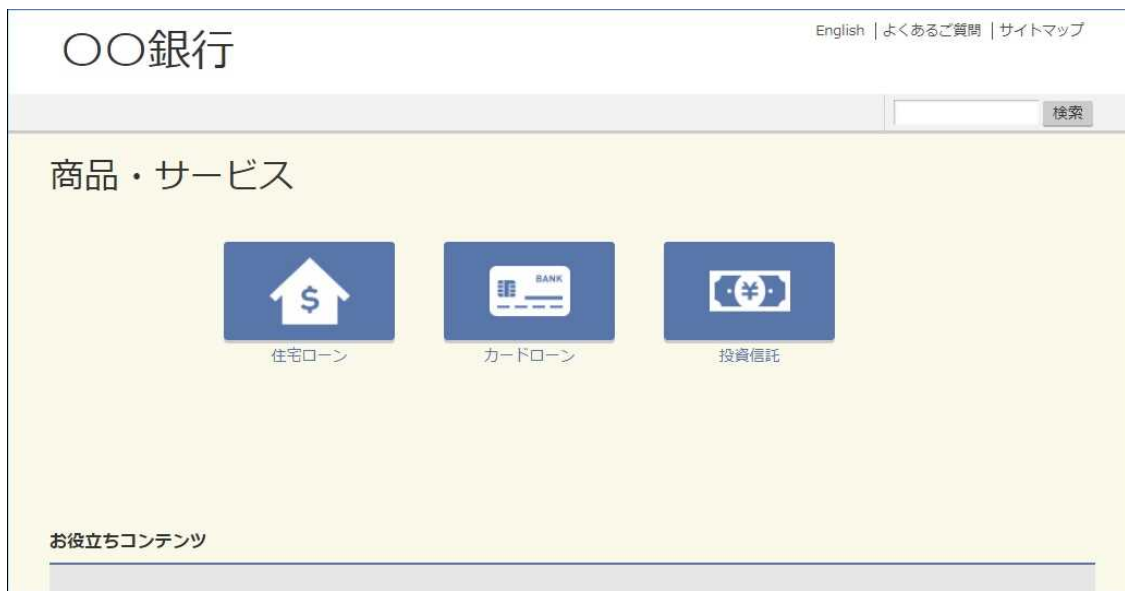 〇〇銀行
English | よくあるご質問 | サイトマップ
検索
商品・サービス
$
BANK
¥
住宅ローン
カードローン
投資信託
お役立ちコンテンツ